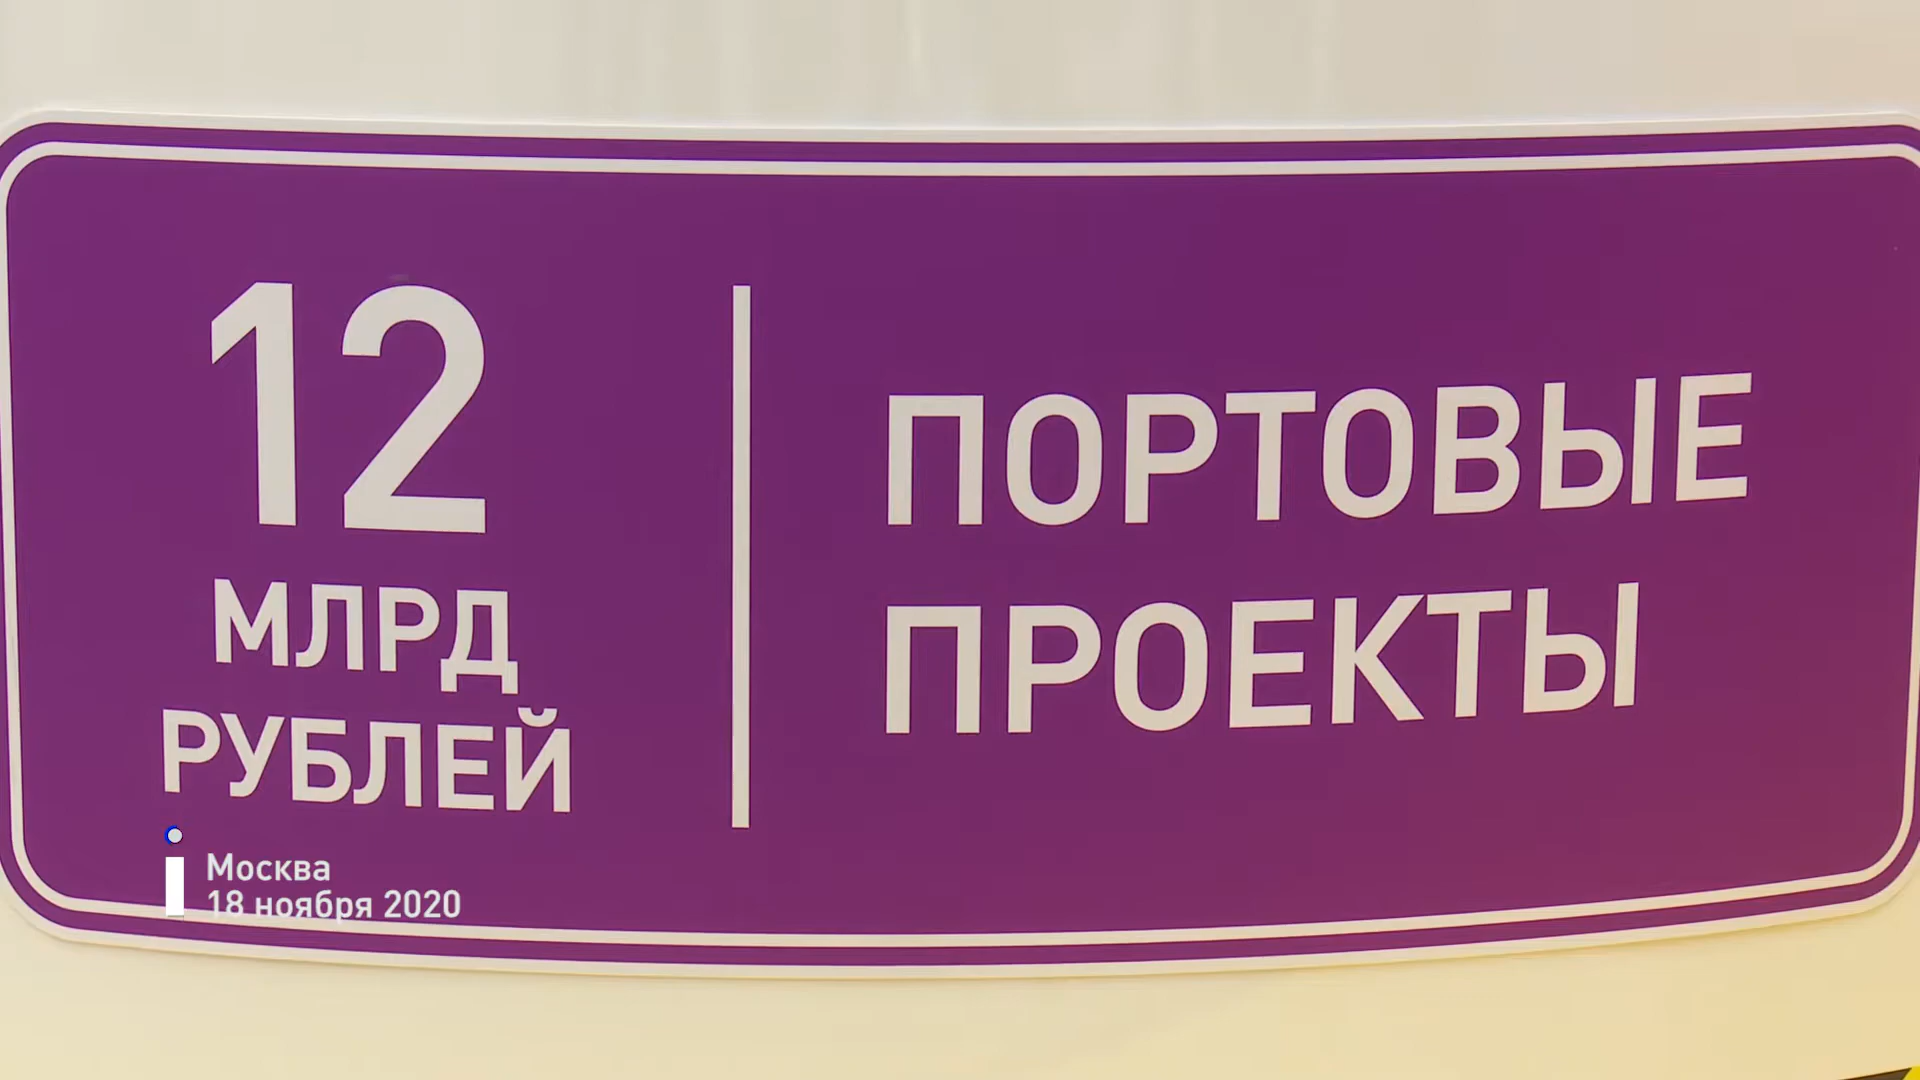 12
МЛРД
РУБЛЕЙ
ПОРТОВЫЕ
ПРОЕКТЫ
Москва
18 ноября 2020